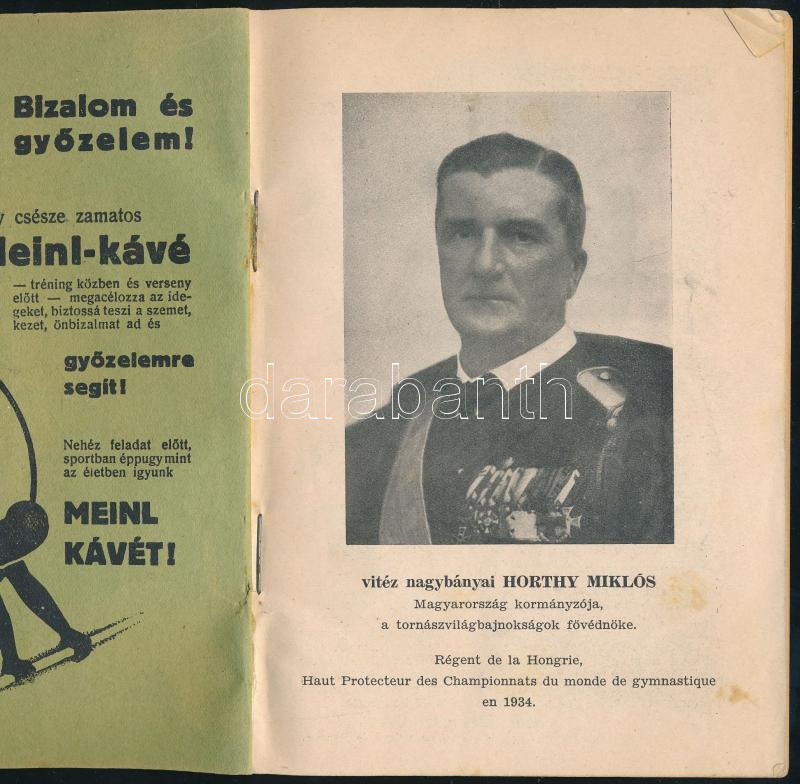 Bizalom és
győzelem!
csésze zamatos
einl-kávé
— tréning közben és verseny
előtt — megacélozza az ide-
geket, biztossá teszi a szemet,
kezet, önbizalmat ad és
győzelemre
segít!
Nehéz feladat előtt,
sportban éppugy mint
az életben igyunk
MEINL
KÁVÉT!
darabanth
vitéz nagybányai HORTHY MIKLÓS
Magyarország kormányzója,
a tornászvilágbajnokságok fővédnöke.
Régent de la Hongrie,
Haut Protecteur des Championnats du monde de gymnastique
en 1934.